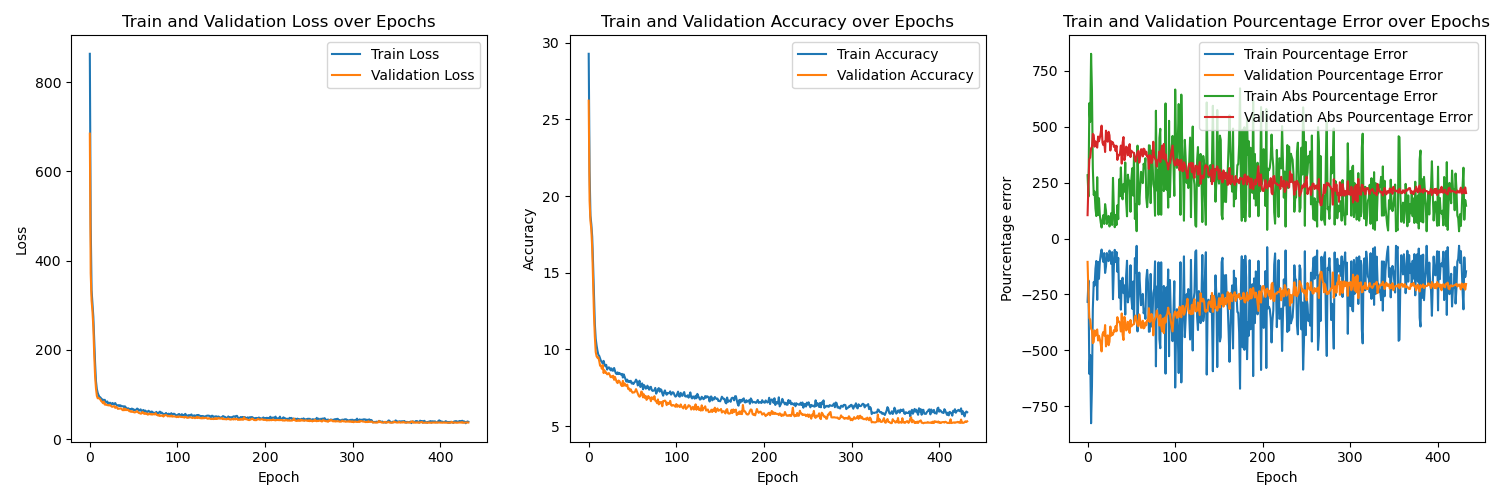 Train and Validation Loss over Epochs
Train Loss
Validation Loss
800
600
400
200
0
Loss
0 100 200 300 400
Epoch
Train and Validation Accuracy over Epochs
Train Accuracy
Validation Accuracy
30
25
20
15
10
5
Accuracy
0 100 200 300 400
Epoch
Train and Validation Pourcentage Error over Epochs
Train Pourcentage Error
Validation Pourcentage Error
Train Abs Pourcentage Error
Validation Abs Pourcentage Error
750
500
250
0
−250
−500
−750
Pourcentage error
0 100 200 300 400
Epoch